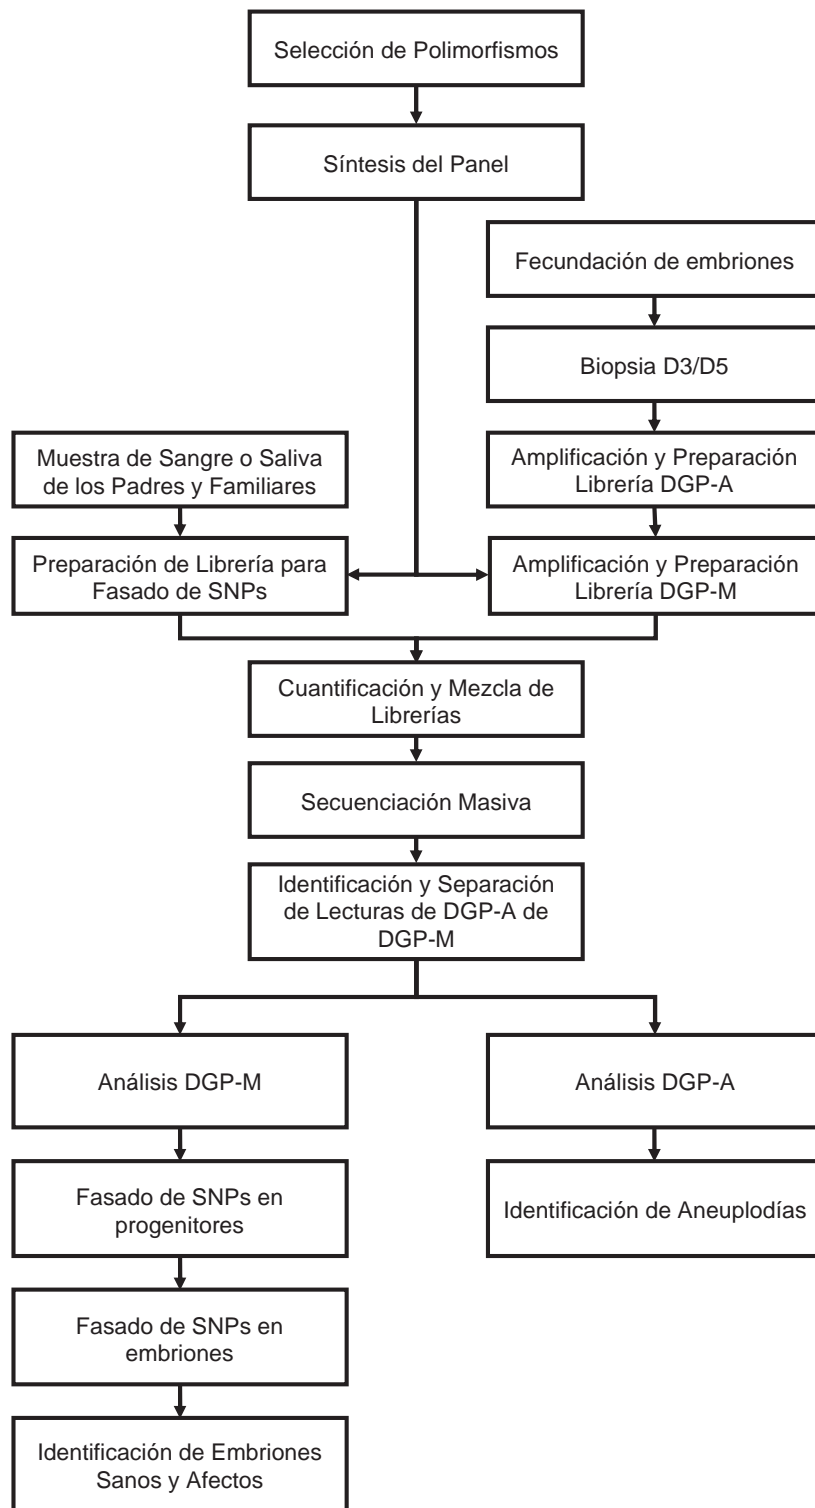 Selección de Polimorfismos
Síntesis del Panel
Fecundación de embriones
Biopsia D3/D5
Muestra de Sangre o Saliva
de los Padres y Familiares
Amplificación y Preparación
Librería DGP-A
Preparación de Librería para
Fasado de SNPs
Amplificación y Preparación
Librería DGP-M
Cuantificación y Mezcla de
Librerías
Secuenciación Masiva
Identificación y Separación
de Lecturas de DGP-A de
DGP-M
Análisis DGP-M
Análisis DGP-A
Fasado de SNPs en
progenitores
Identificación de Aneuplodías
Fasado de SNPs en
embriones
Identificación de Embriones
Sanos y Afectos